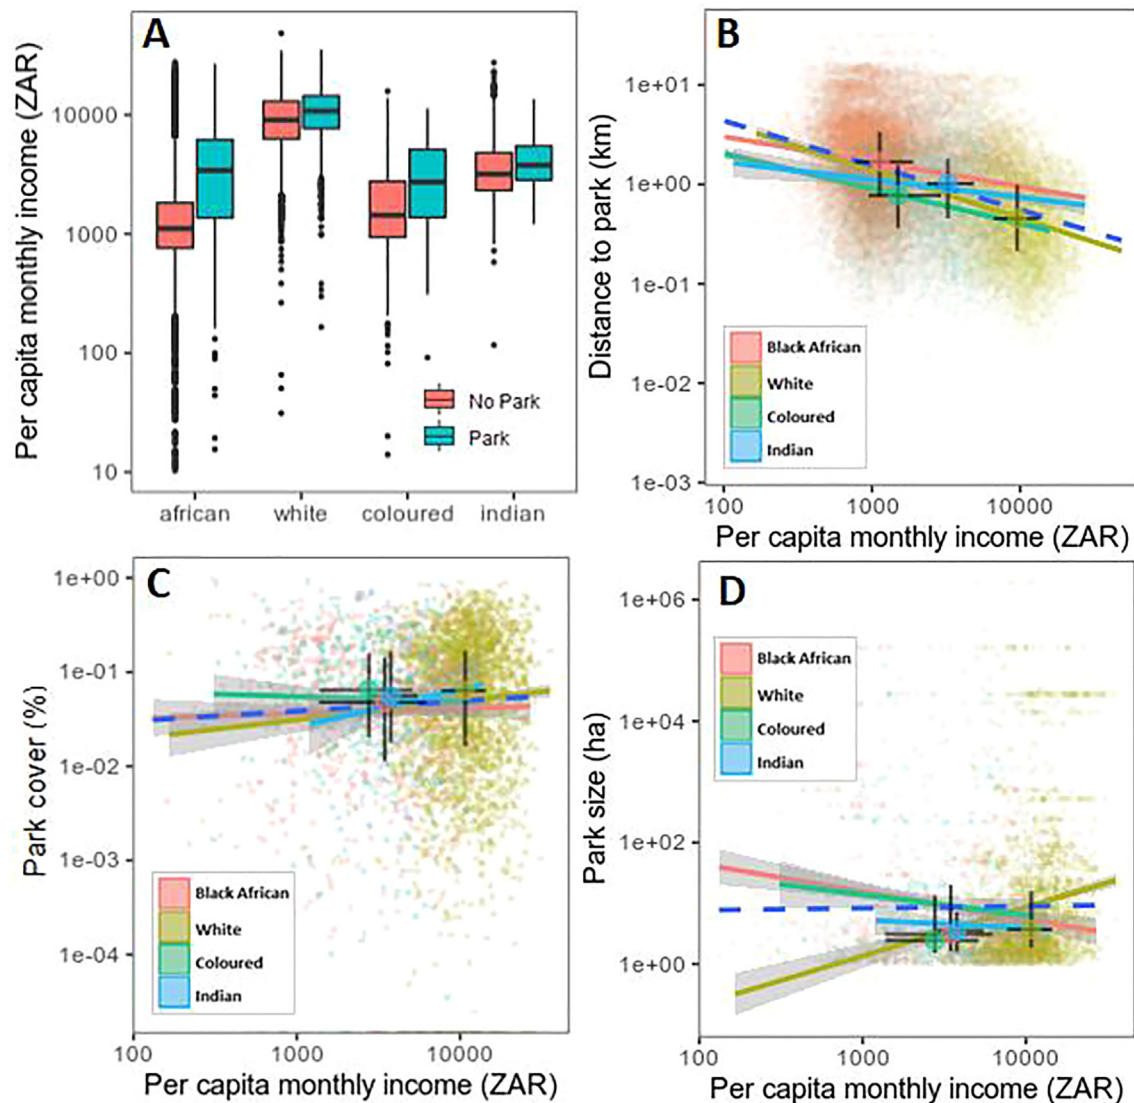 A
Per capita monthly income (ZAR)
10000
1000
100
10
No Park
Park
african
white
coloured
indian
B
Distance to park (km)
1e+01
1e+00
1e-01
1e-02
1e-03
Black African
White
Coloured
Indian
100
1000
10000
Per capita monthly income (ZAR)
C
Park cover (%)
1e+00
1e-01
1e-02
1e-03
1e-04
Black African
White
Coloured
Indian
100
1000
10000
Per capita monthly income (ZAR)
D
Park size (ha)
1e+06
1e+04
1e+02
1e+00
Black African
White
Coloured
Indian
100
1000
10000
Per capita monthly income (ZAR)